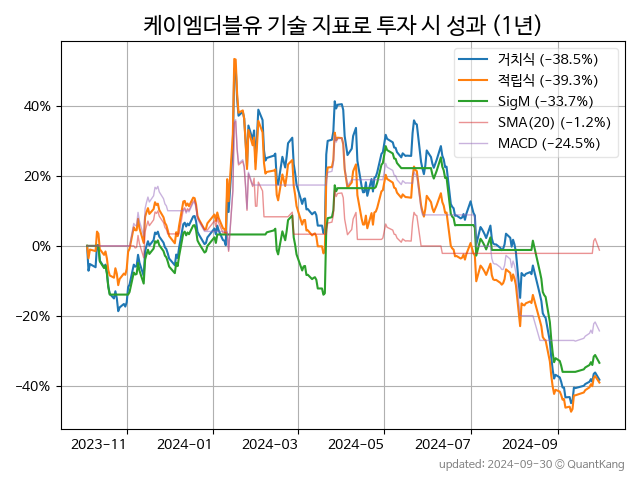 케이엠더블유 기술 지표로 투자 시 성과 (1년)
거치식 (−38.5%)
적립식 (−39.3%)
SigM (−33.7%)
SMA(20) (−1.2%)
MACD (−24.5%)
40%
20%
0%
−20%
−40%
2023-11 2024-01 2024-03 2024-05 2024-07 2024-09
updated: 2024-09-30 © QuantKang